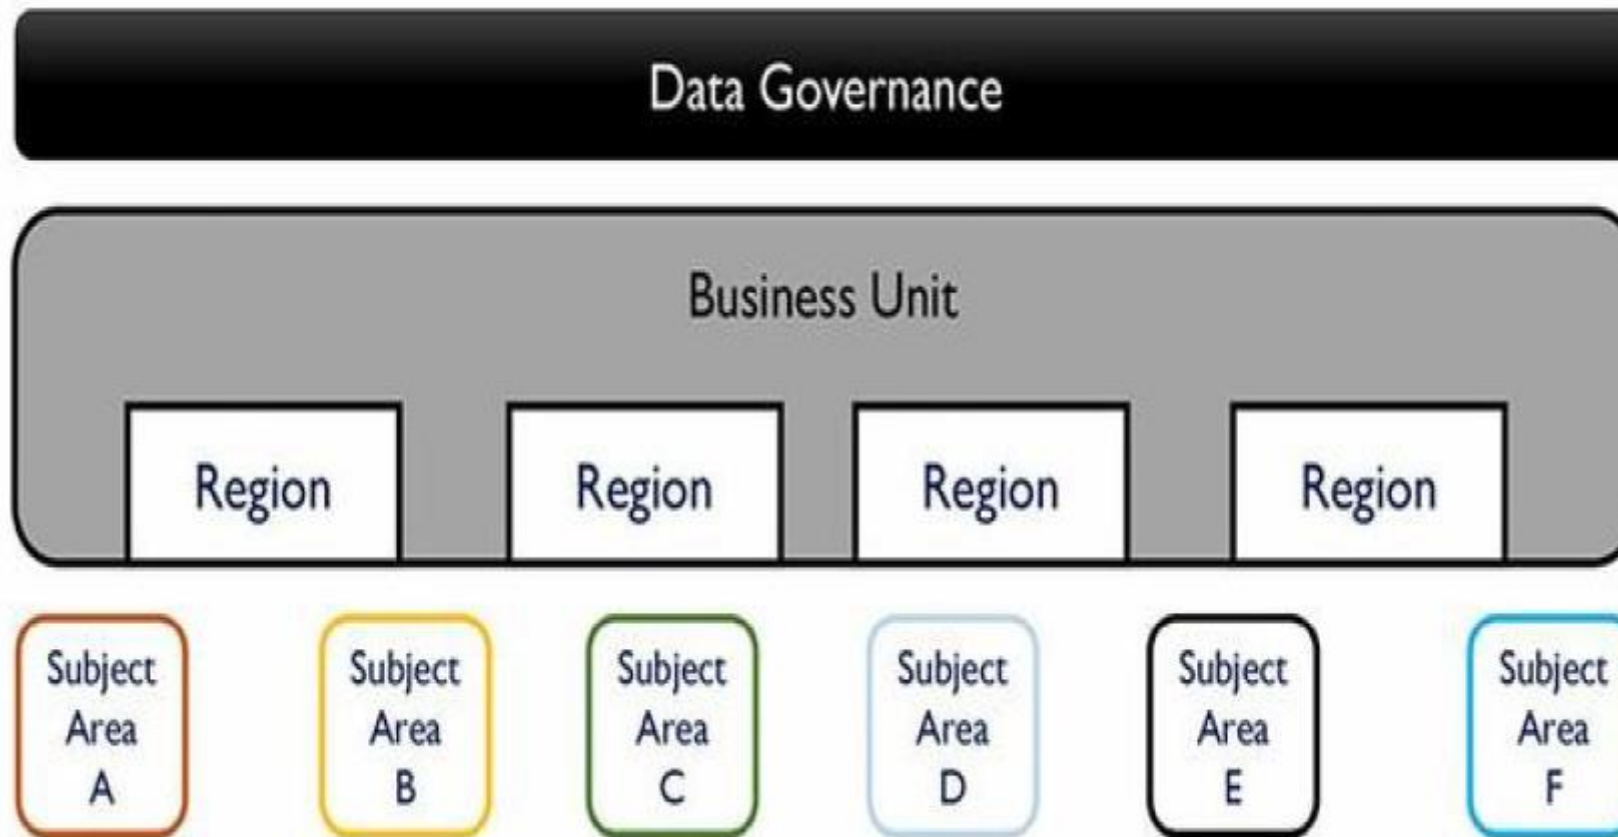 Data Governance
Business Unit
Region Region Region Region
Subject Subject Subject Subject Subject Subject
Area Area Area Area Area Area
A B C D E F